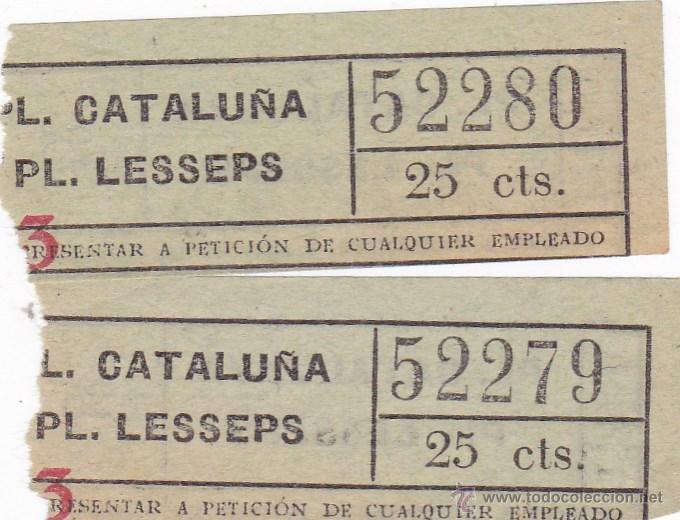 PL. CATALUÑA
PL. LESSEPS
52280
25 cts.
3
PRESENTAR A PETICIÓN DE CUALQUIER EMPLEADO
L. CATALUÑA
PL. LESSEPS
52279
25 cts.
3
RESENTAR A PETICIÓN DE CUALQUIER EMPLEADO
www.todocoleccion.net